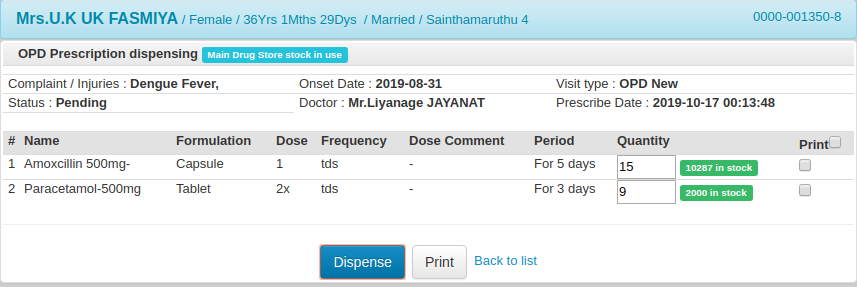 Mrs.U.K UK FASMIYA / Female / 36Yrs 1Mths 29Dys / Married / Sainthamaruthu 4 0000-001350-8
OPD Prescription dispensing Main Drug Store stock in use
Complaint / Injuries : Dengue Fever, Onset Date : 2019-08-31 Visit type : OPD New
Status : Pending Doctor : Mr.Liyanage JAYANAT Prescribe Date : 2019-10-17 00:13:48
# Name Formulation Dose Frequency Dose Comment Period Quantity Print
1 Amoxcillin 500mg- Capsule 1 tds - For 5 days 15 10287 in stock
2 Paracetamol-500mg Tablet 2x tds - For 3 days 9 2000 in stock
Dispense Print Back to list